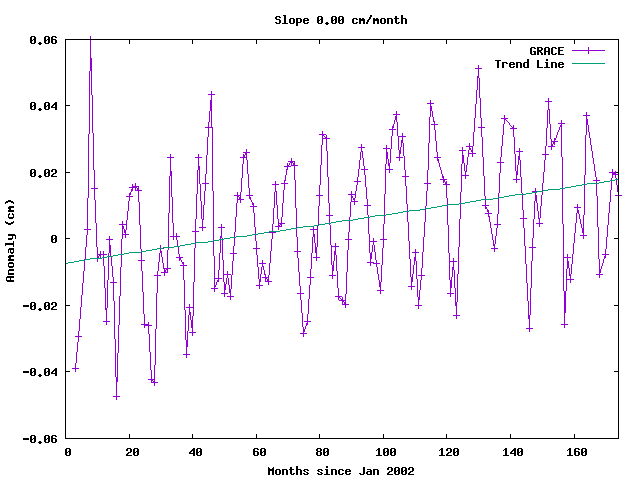 Slope 0.00 cm/month
GRACE
Trend Line
0.06
0.04
0.02
0
-0.02
-0.04
-0.06
Anomaly (cm)
0 20 40 60 80 100 120 140 160
Months since Jan 2002